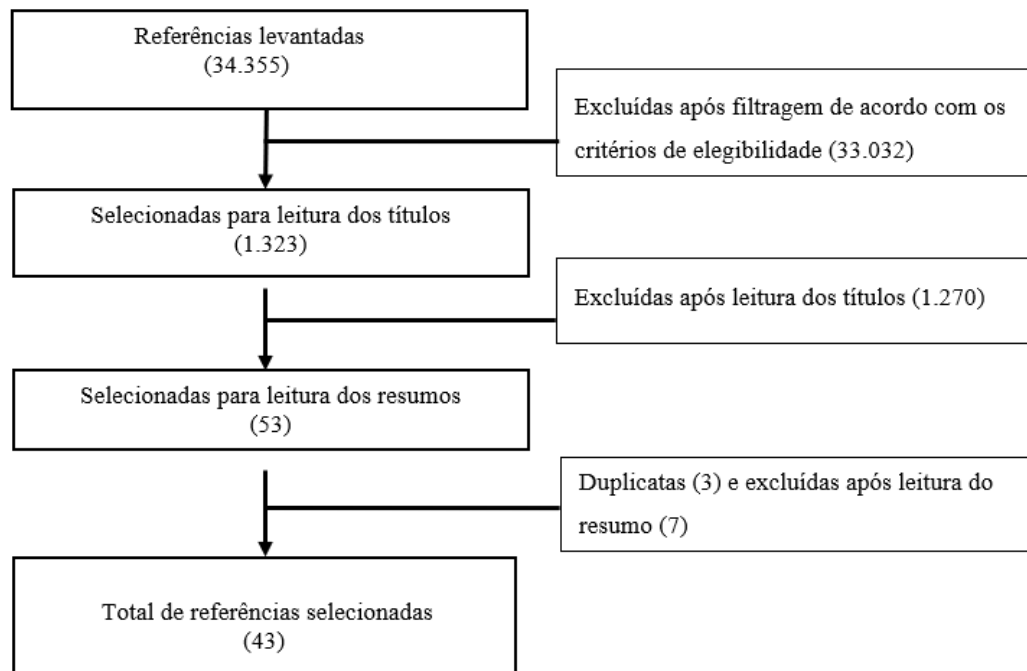 Referências levantadas
(34.355)
Excluídas após filtragem de acordo com os
critérios de elegibilidade (33.032)
Selecionadas para leitura dos títulos
(1.323)
Excluídas após leitura dos títulos (1.270)
Selecionadas para leitura dos resumos
(53)
Duplicatas (3) e excluídas após leitura do
resumo (7)
Total de referências selecionadas
(43)